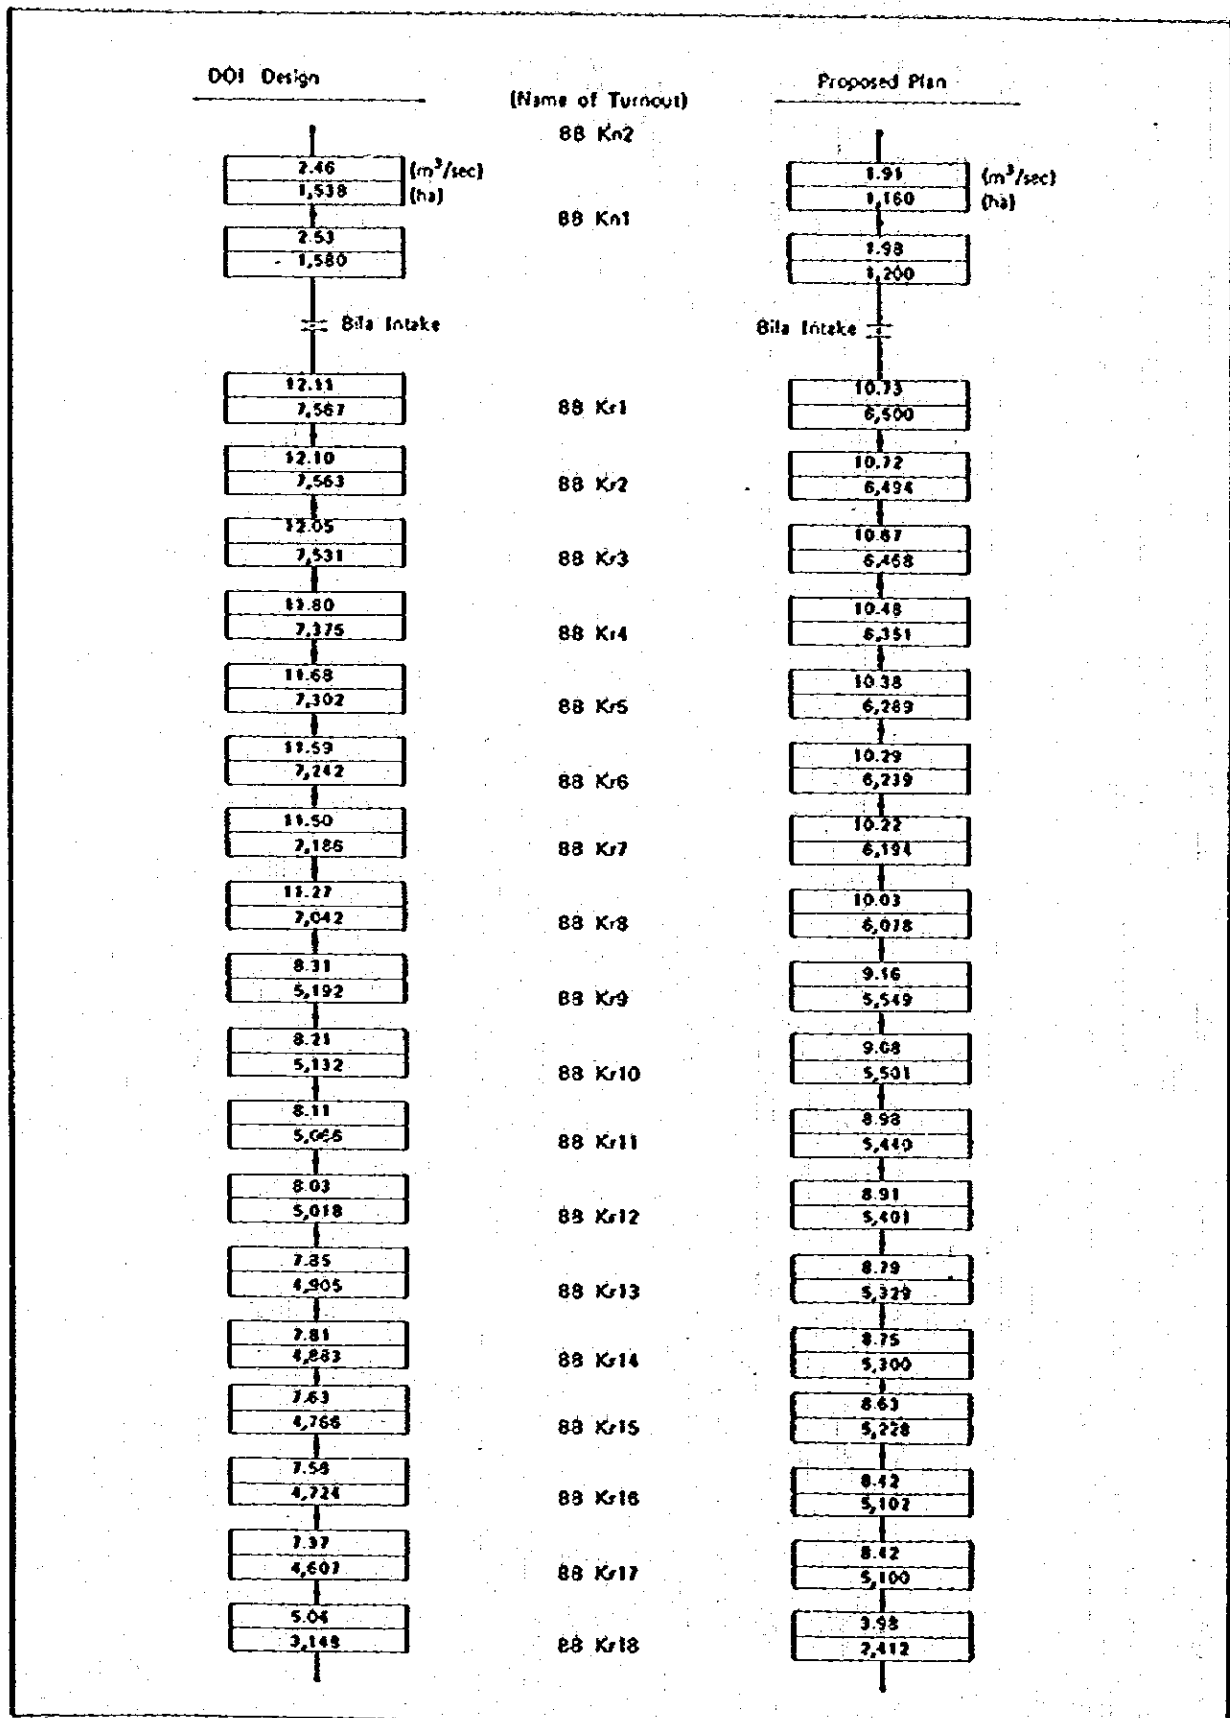 DOI Design
(Name of Turnout)
Proposed Plan
88 Kn2
2.46 (m³/sec)
1,538 (ha)
1.91 (m³/sec)
1,160 (ha)
88 Kn1
2.53
1,580
1.98
1,200
Bila Intake
Bila Intake
12.11
7,567
88 Kr1
10.73
6,500
12.10
7,563
88 Kr2
10.72
6,494
12.05
7,531
88 Kr3
10.67
6,468
11.80
7,375
88 Kr4
10.48
6,351
11.68
7,302
88 Kr5
10.38
6,289
11.59
7,242
88 Kr6
10.29
6,239
11.50
7,186
88 Kr7
10.22
6,194
11.27
7,042
88 Kr8
10.03
6,078
8.31
5,192
88 Kr9
9.16
5,549
8.21
5,132
88 Kr10
9.08
5,501
8.11
5,066
88 Kr11
8.98
5,440
8.03
5,018
88 Kr12
8.91
5,401
7.85
4,905
88 Kr13
8.79
5,329
7.81
4,883
88 Kr14
8.75
5,300
7.63
4,766
88 Kr15
8.63
5,228
7.56
4,724
88 Kr16
8.42
5,102
7.37
4,607
88 Kr17
8.42
5,100
5.04
3,148
88 Kr18
3.98
2,412